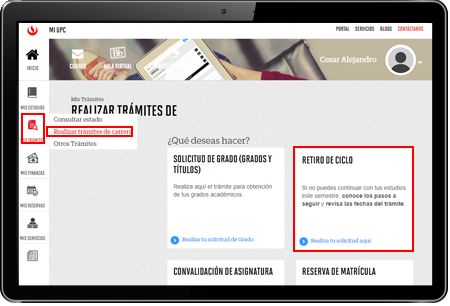 MI UPC
PORTAL SERVICIOS BLOGS CONTÁCTANOS
INICIO
CORREO
Bb
AULA VIRTUAL
Cesar Alejandro
MIS ESTUDIOS
Mis Trámites
REALIZAR TRÁMITES DE
Consultar estado
Realizar trámites de carrera
Otros Trámites
MIS TRÁMITES
MIS FINANZAS
MIS RESERVAS
MIS SERVICIOS
¿Qué deseas hacer?
SOLICITUD DE GRADO (GRADOS Y
TÍTULOS)
Realiza aquí el trámite para obtención
de tus grados académicos.
Realiza tu solicitud de Grado
RETIRO DE CICLO
Si no puedes continuar con tus estudios
este semestre, conoce los pasos a
seguir y revisa las fechas del trámite.
Realiza tu solicitud aquí
CONVALIDACIÓN DE ASIGNATURA
RESERVA DE MATRÍCULA